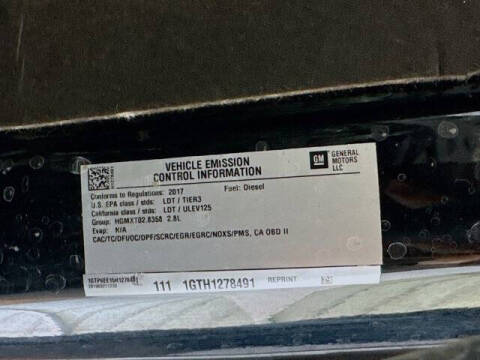 VEHICLE EMISSION
CONTROL INFORMATION
GM GENERAL
MOTORS
LLC
Conforms to Regulations: 2017 Fuel: Diesel
U.S. EPA class / stds: LDT / TIER3
California class / stds: LDT / ULEV125
Group: HGMXT02.8350 2.8L
Evap: N/A
CAC/TC/DFI/OC/DPF/SCRC/EGR/EGRC/NOXS/PMS, CA OBD II
111 1GTH1278491 REPRINT